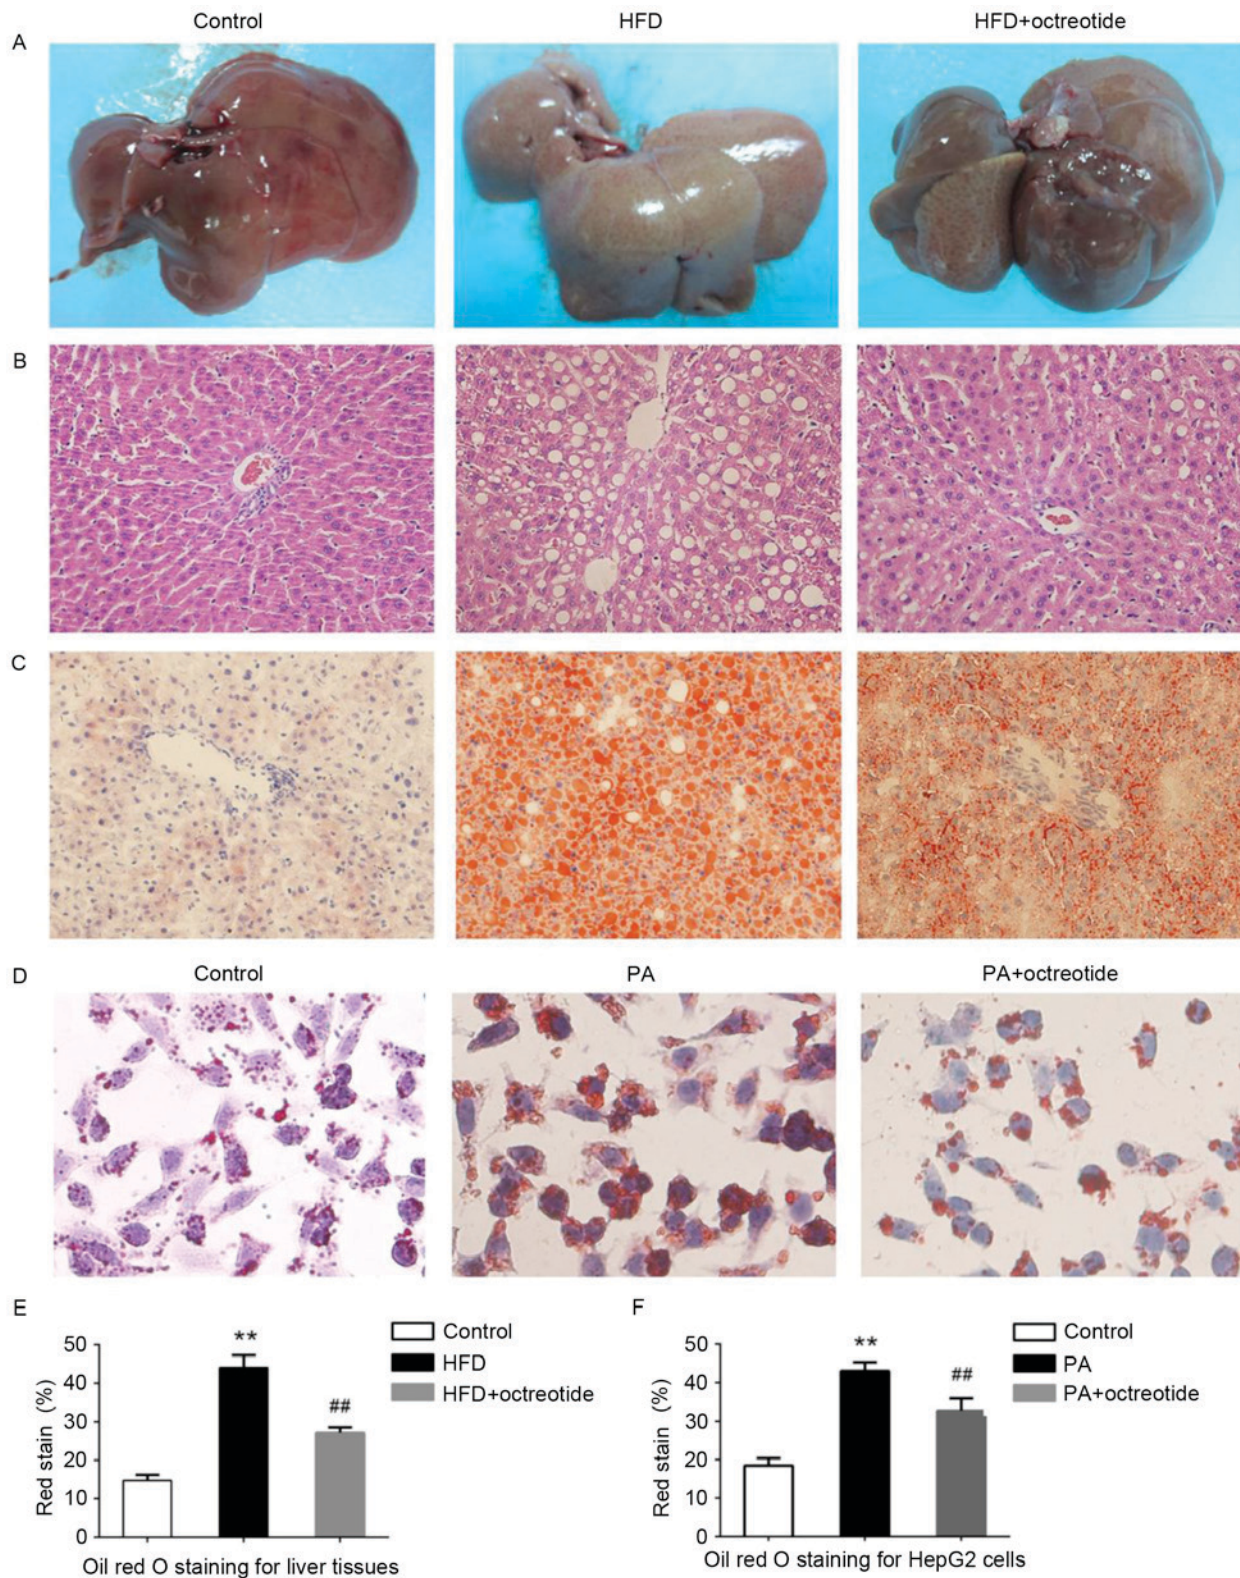 Control HFD HFD+octreotide
A
B
C
D
Control PA PA+octreotide
E
Red stain (%)
50
40
30
20
10
0
**
##
Control
HFD
HFD+octreotide
Oil red O staining for liver tissues
F
Red stain (%)
50
40
30
20
10
0
**
##
Control
PA
PA+octreotide
Oil red O staining for HepG2 cells